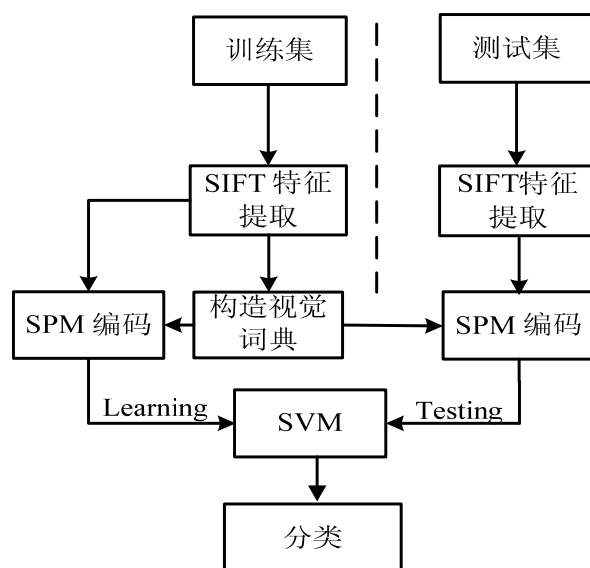 训练集
测试集
SIFT 特征
提取
SIFT特征
提取
SPM 编码
构造视觉
词典
SPM 编码
Learning
SVM
Testing
分类